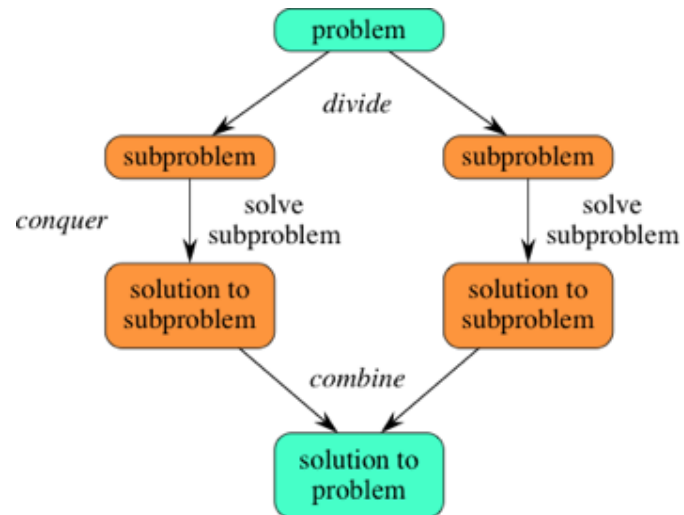 problem
divide
subproblem
subproblem
conquer
solve
subproblem
solve
subproblem
solution to
subproblem
solution to
subproblem
combine
solution to
problem